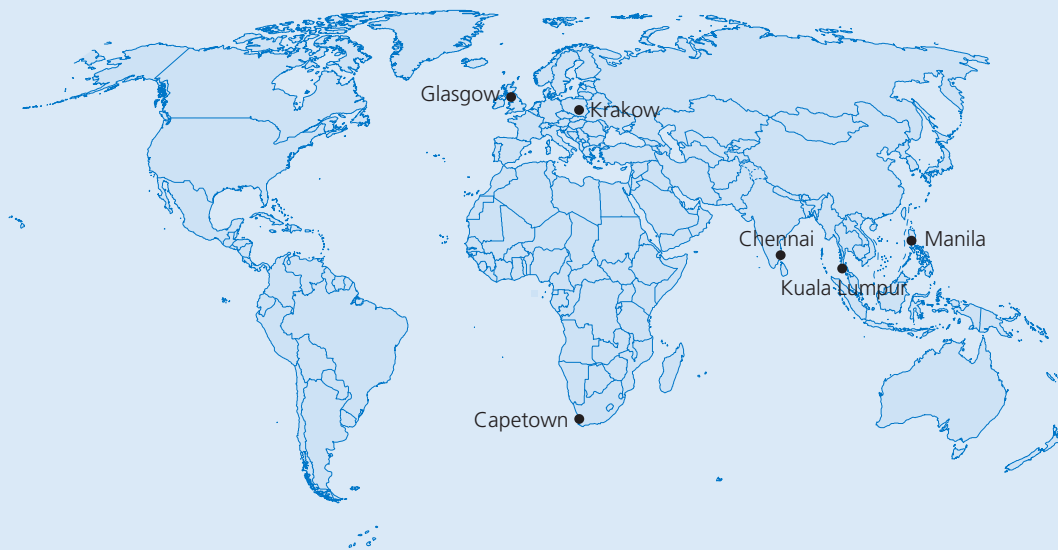 Glasgow
Krakow
Chennai
Manila
Kuala Lumpur
Capetown